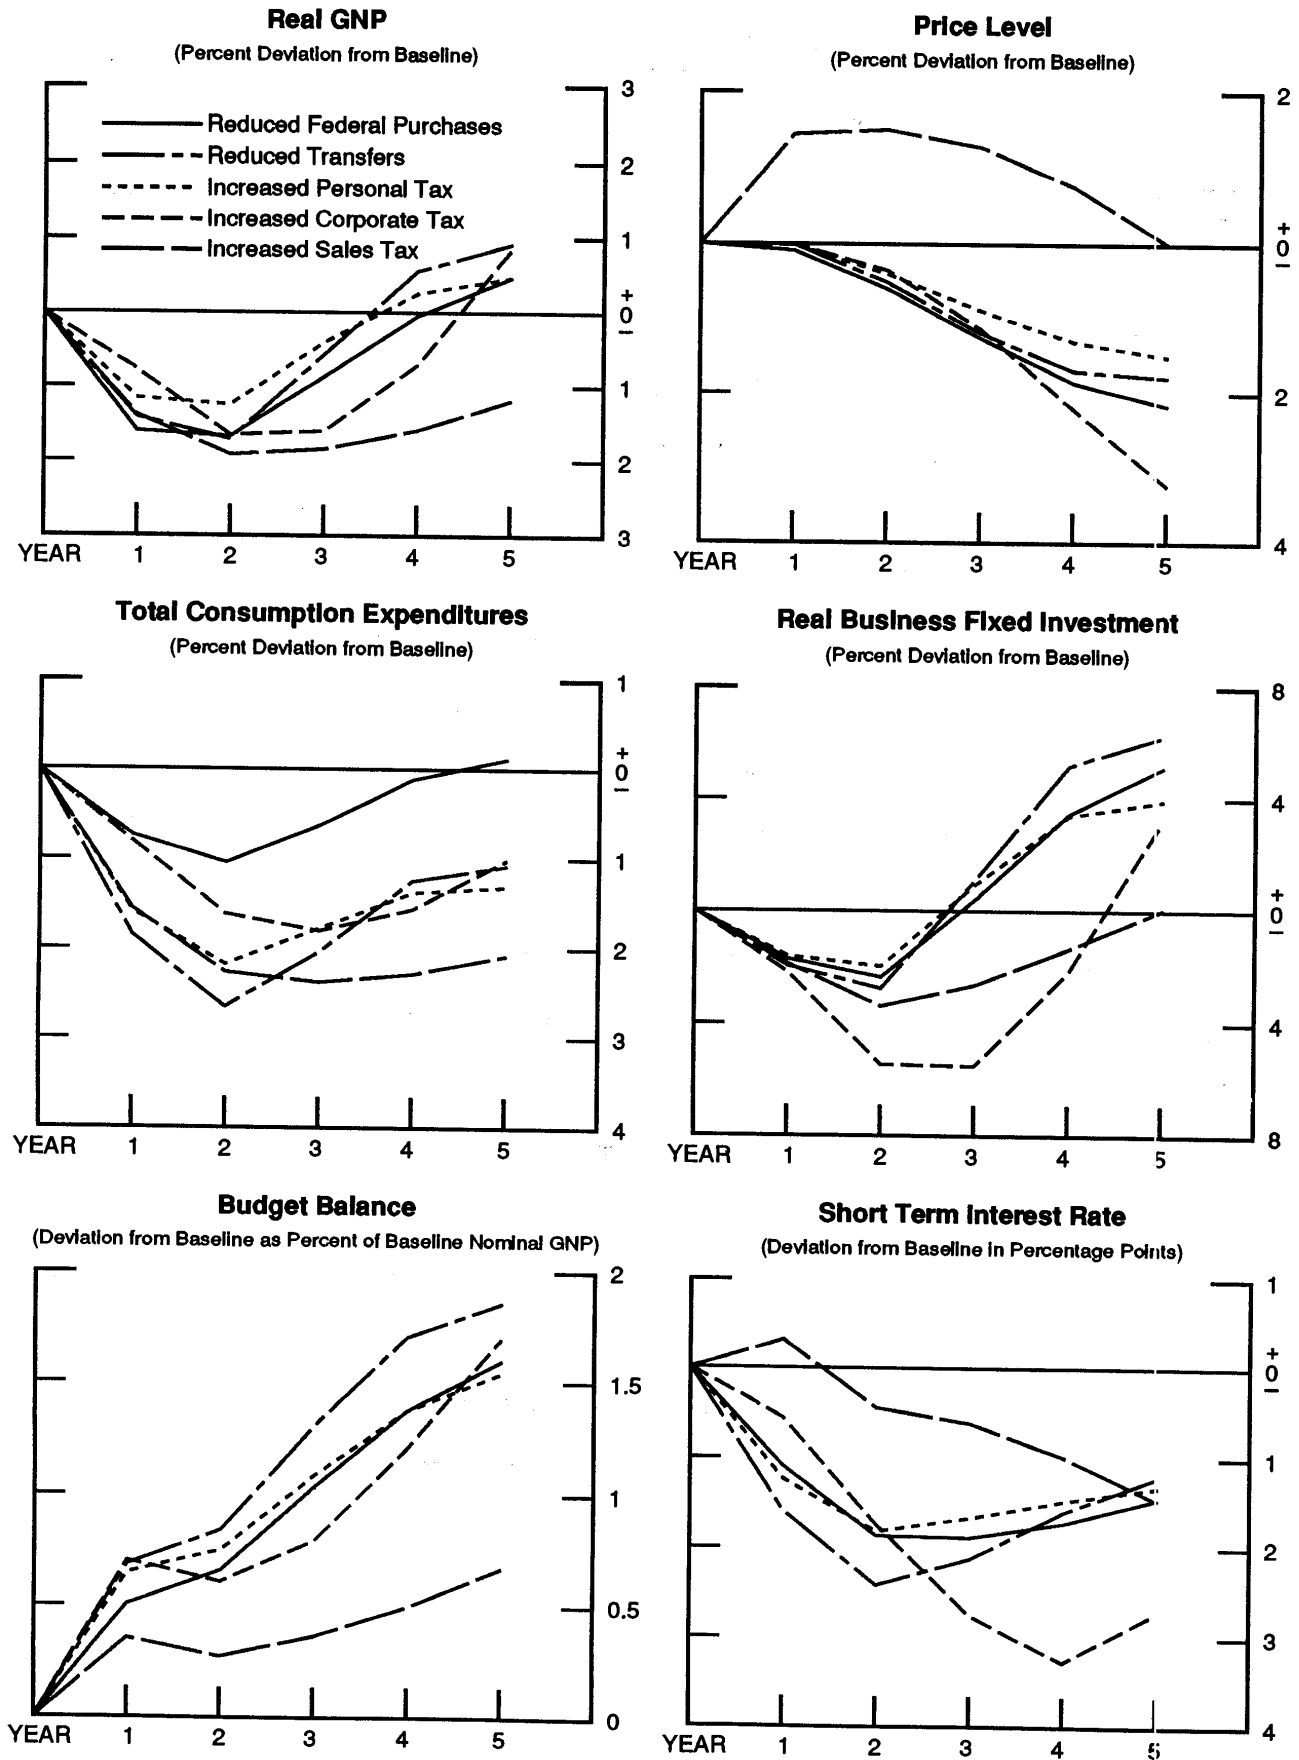 Real GNP
(Percent Deviation from Baseline)
3
Reduced Federal Purchases
Reduced Transfers
2
Increased Personal Tax
Increased Corporate Tax
Increased Sales Tax
1
+
0
−
1
2
3
YEAR 1 2 3 4 5
Price Level
(Percent Deviation from Baseline)
2
+
0
−
2
4
YEAR 1 2 3 4 5
Total Consumption Expenditures
(Percent Deviation from Baseline)
1
+
0
−
1
2
3
4
YEAR 1 2 3 4 5
Real Business Fixed Investment
(Percent Deviation from Baseline)
8
4
+
0
−
4
8
YEAR 1 2 3 4 5
Budget Balance
(Deviation from Baseline as Percent of Baseline Nominal GNP)
2
1.5
1
0.5
0
YEAR 1 2 3 4 5
Short Term Interest Rate
(Deviation from Baseline in Percentage Points)
1
+
0
−
1
2
3
4
YEAR 1 2 3 4 5